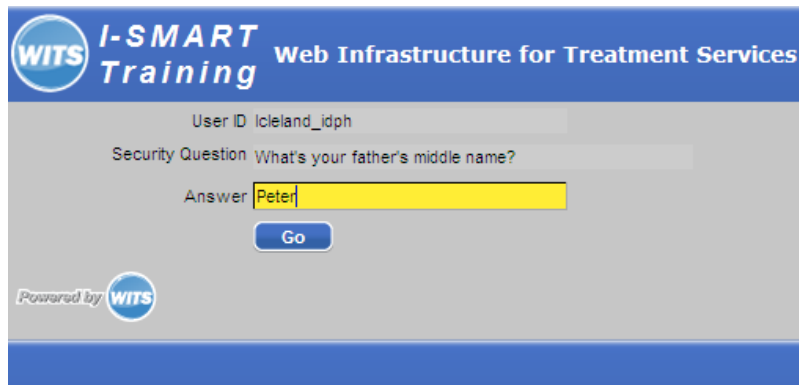 WITS
I-SMART
Training
Web Infrastructure for Treatment Services
User ID lcleland_idph
Security Question What's your father's middle name?
Answer Peter
Go
Powered by WITS